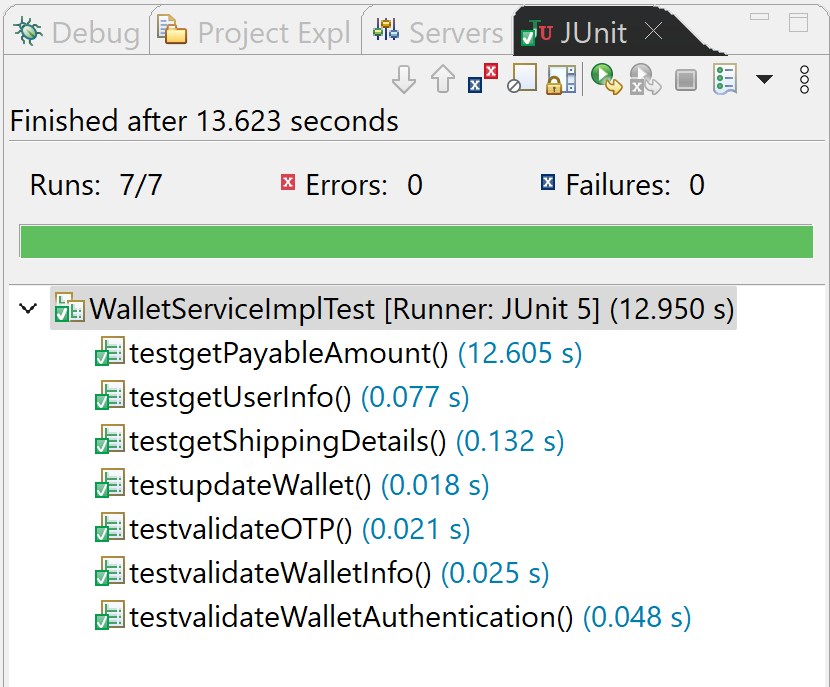 Debug Project Expl Servers JUnit
Finished after 13.623 seconds
Runs: 7/7 Errors: 0 Failures: 0
WalletServiceImplTest [Runner: JUnit 5] (12.950 s)
testgetPayableAmount() (12.605 s)
testgetUserInfo() (0.077 s)
testgetShippingDetails() (0.132 s)
testupdateWallet() (0.018 s)
testvalidateOTP() (0.021 s)
testvalidateWalletInfo() (0.025 s)
testvalidateWalletAuthentication() (0.048 s)